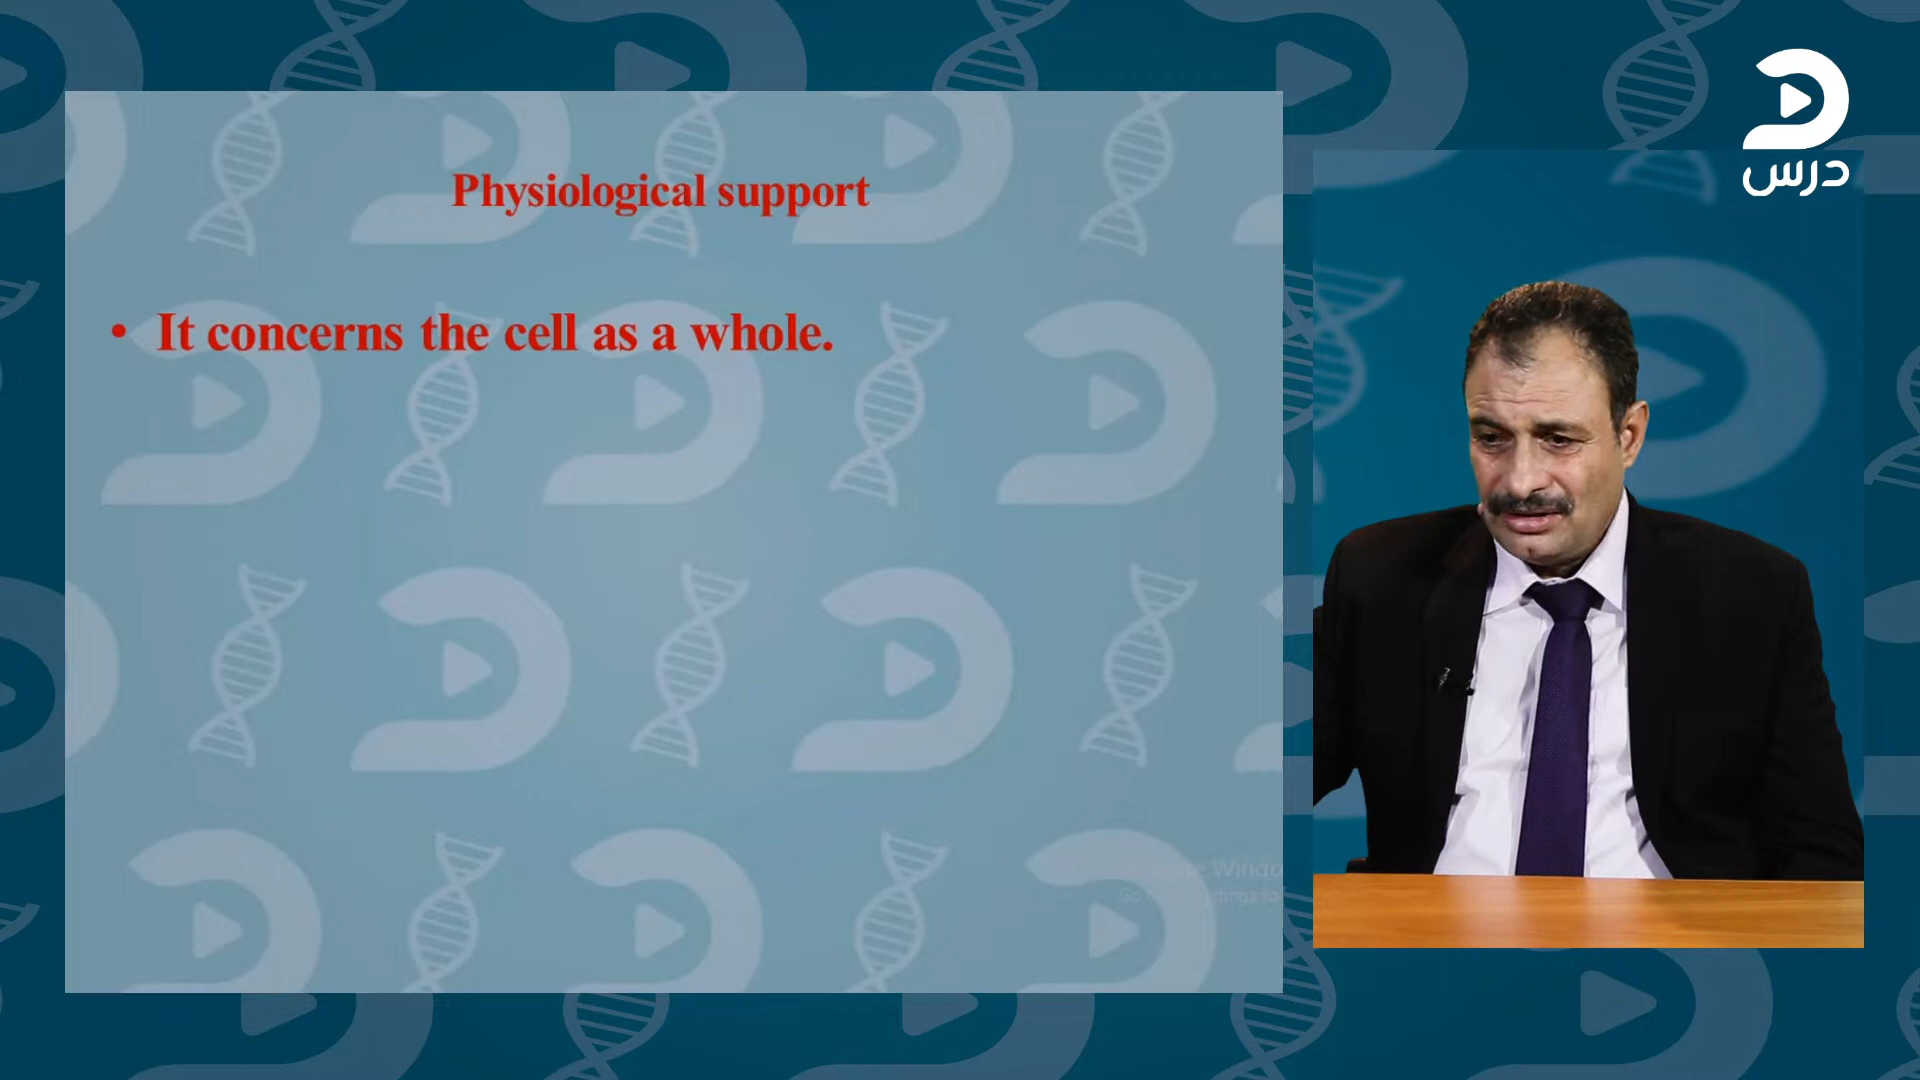 درس
Physiological support
• It concerns the cell as a whole.